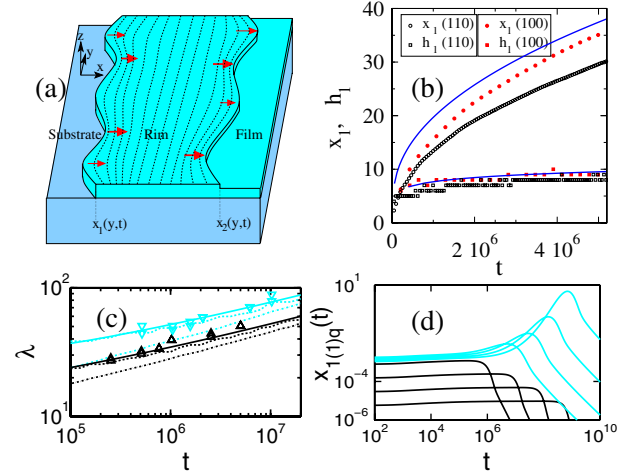 (a)
z
y
x
Substrate
Rim
Film
x1(y,t)
x2(y,t)
(b)
x1 (110)
x1 (100)
h1 (110)
h1 (100)
x1, h1
40
30
20
10
0
0
2 10^6
4 10^6
t
(c)
λ
10^2
10^1
10^5
10^6
10^7
t
(d)
x1(1)q(t)
10^1
10^-4
10^-6
10^2
10^4
10^6
10^8
10^10
t